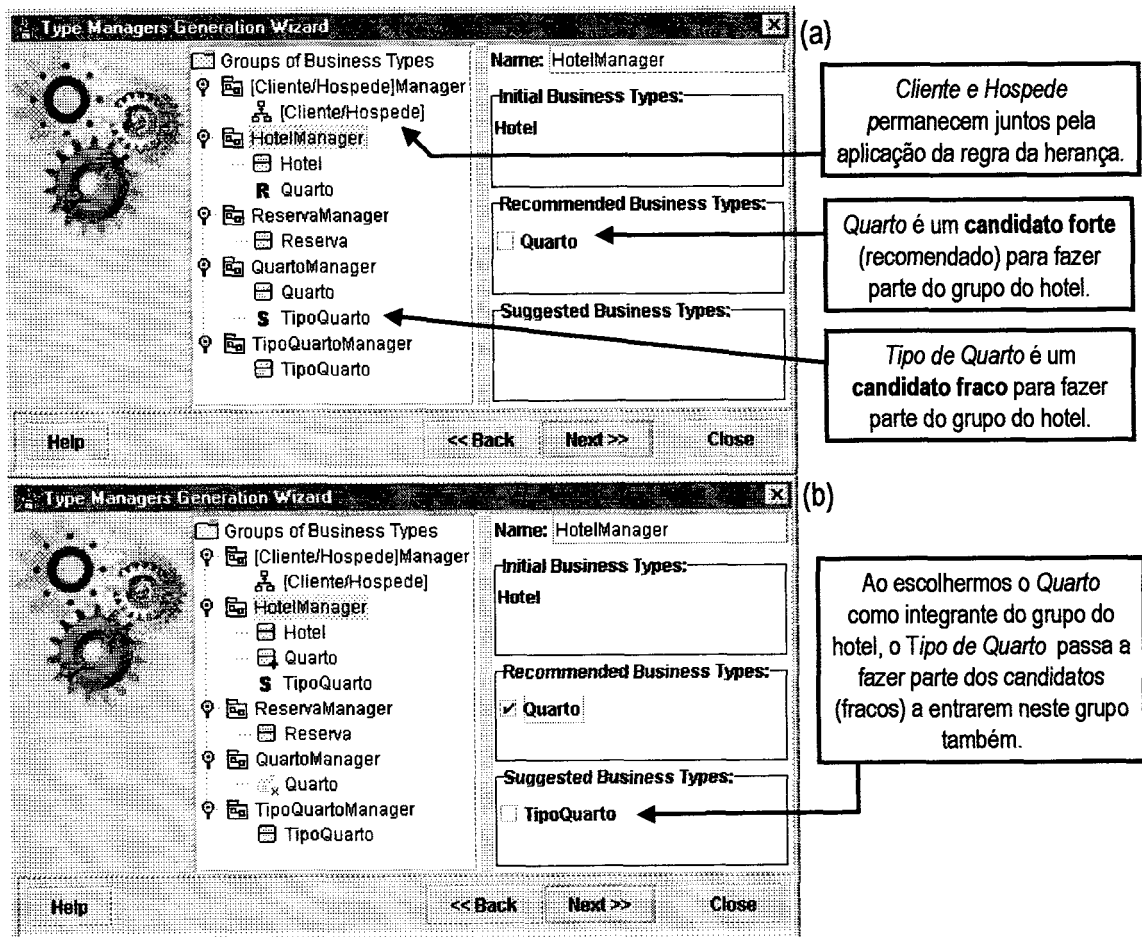 Type Managers Generation Wizard
(a)
Groups of Business Types
[Cliente/Hospede]Manager
[Cliente/Hospede]
HotelManager
Hotel
R Quarto
ReservaManager
Reserva
QuartoManager
Quarto
S TipoQuarto
TipoQuartoManager
TipoQuarto
Name: HotelManager
Initial Business Types:
Hotel
Recommended Business Types:
Quarto
Suggested Business Types:
Help
<< Back
Next >>
Close
Cliente e Hospede
permanecem juntos pela
aplicação da regra da herança.
Quarto é um candidato forte
(recomendado) para fazer
parte do grupo do hotel.
Tipo de Quarto é um
candidato fraco para fazer
parte do grupo do hotel.
Type Managers Generation Wizard
(b)
Groups of Business Types
[Cliente/Hospede]Manager
[Cliente/Hospede]
HotelManager
Hotel
Quarto
S TipoQuarto
ReservaManager
Reserva
QuartoManager
Quarto
TipoQuartoManager
TipoQuarto
Name: HotelManager
Initial Business Types:
Hotel
Recommended Business Types:
Quarto
Suggested Business Types:
TipoQuarto
Help
<< Back
Next >>
Close
Ao escolhermos o Quarto
como integrante do grupo do
hotel, o Tipo de Quarto passa a
fazer parte dos candidatos
(fracos) a entrarem neste grupo
também.